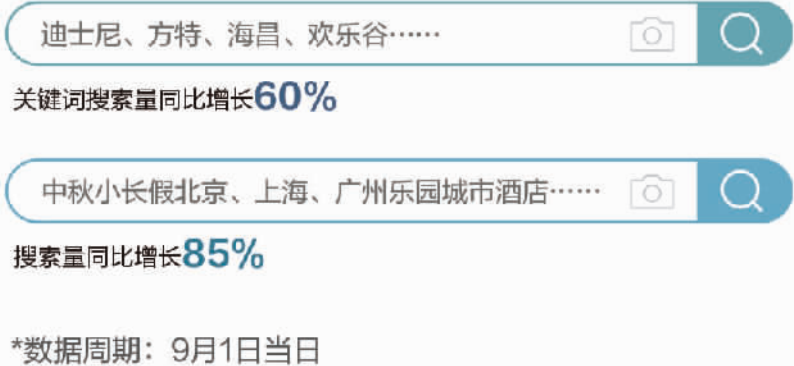 迪士尼、方特、海昌、欢乐谷……
关键词搜索量同比增长60%
中秋小长假北京、上海、广州乐园城市酒店……
搜索量同比增长85%
*数据周期：9月1日当日